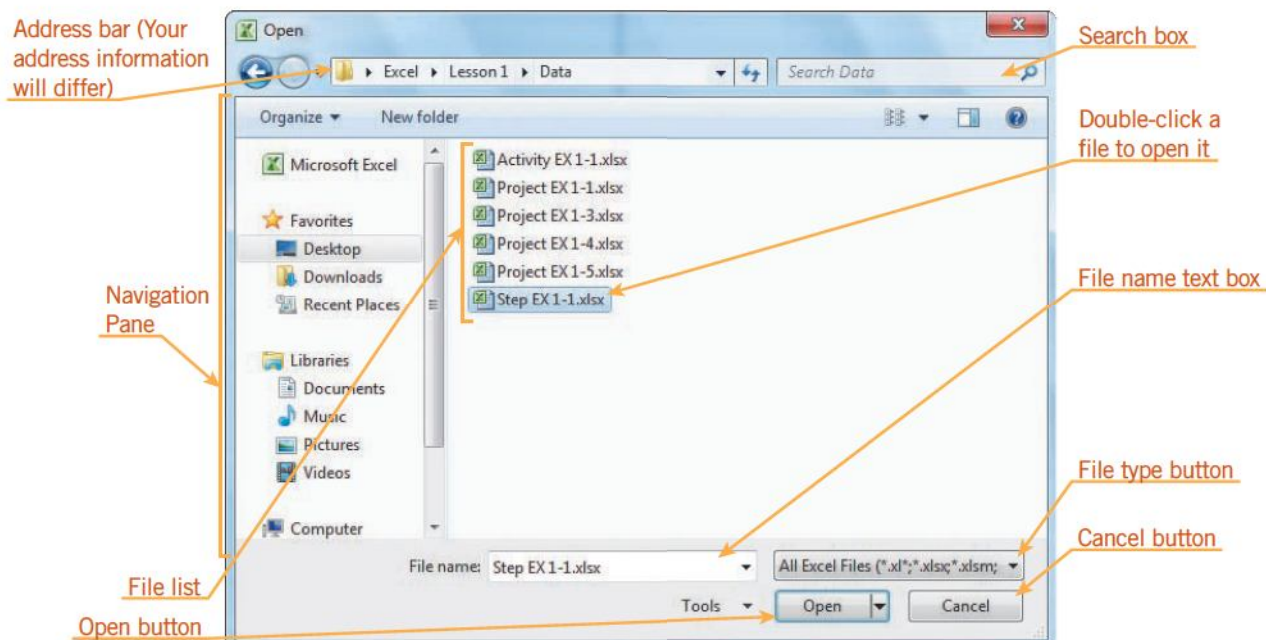 Address bar (Your
address information
will differ)
Open
Search box
Excel
Lesson 1
Data
Search Data
Organize
New folder
Double-click a
file to open it
Microsoft Excel
Favorites
Desktop
Downloads
Recent Places
Libraries
Documents
Music
Pictures
Videos
Computer
Activity EX 1-1.xlsx
Project EX 1-1.xlsx
Project EX 1-3.xlsx
Project EX 1-4.xlsx
Project EX 1-5.xlsx
Step EX 1-1.xlsx
Navigation
Pane
File name text box
File type button
Cancel button
File name:
Step EX 1-1.xlsx
All Excel Files (*.xl*;*.xlsx;*.xlsm;
Tools
Open
Cancel
File list
Open button